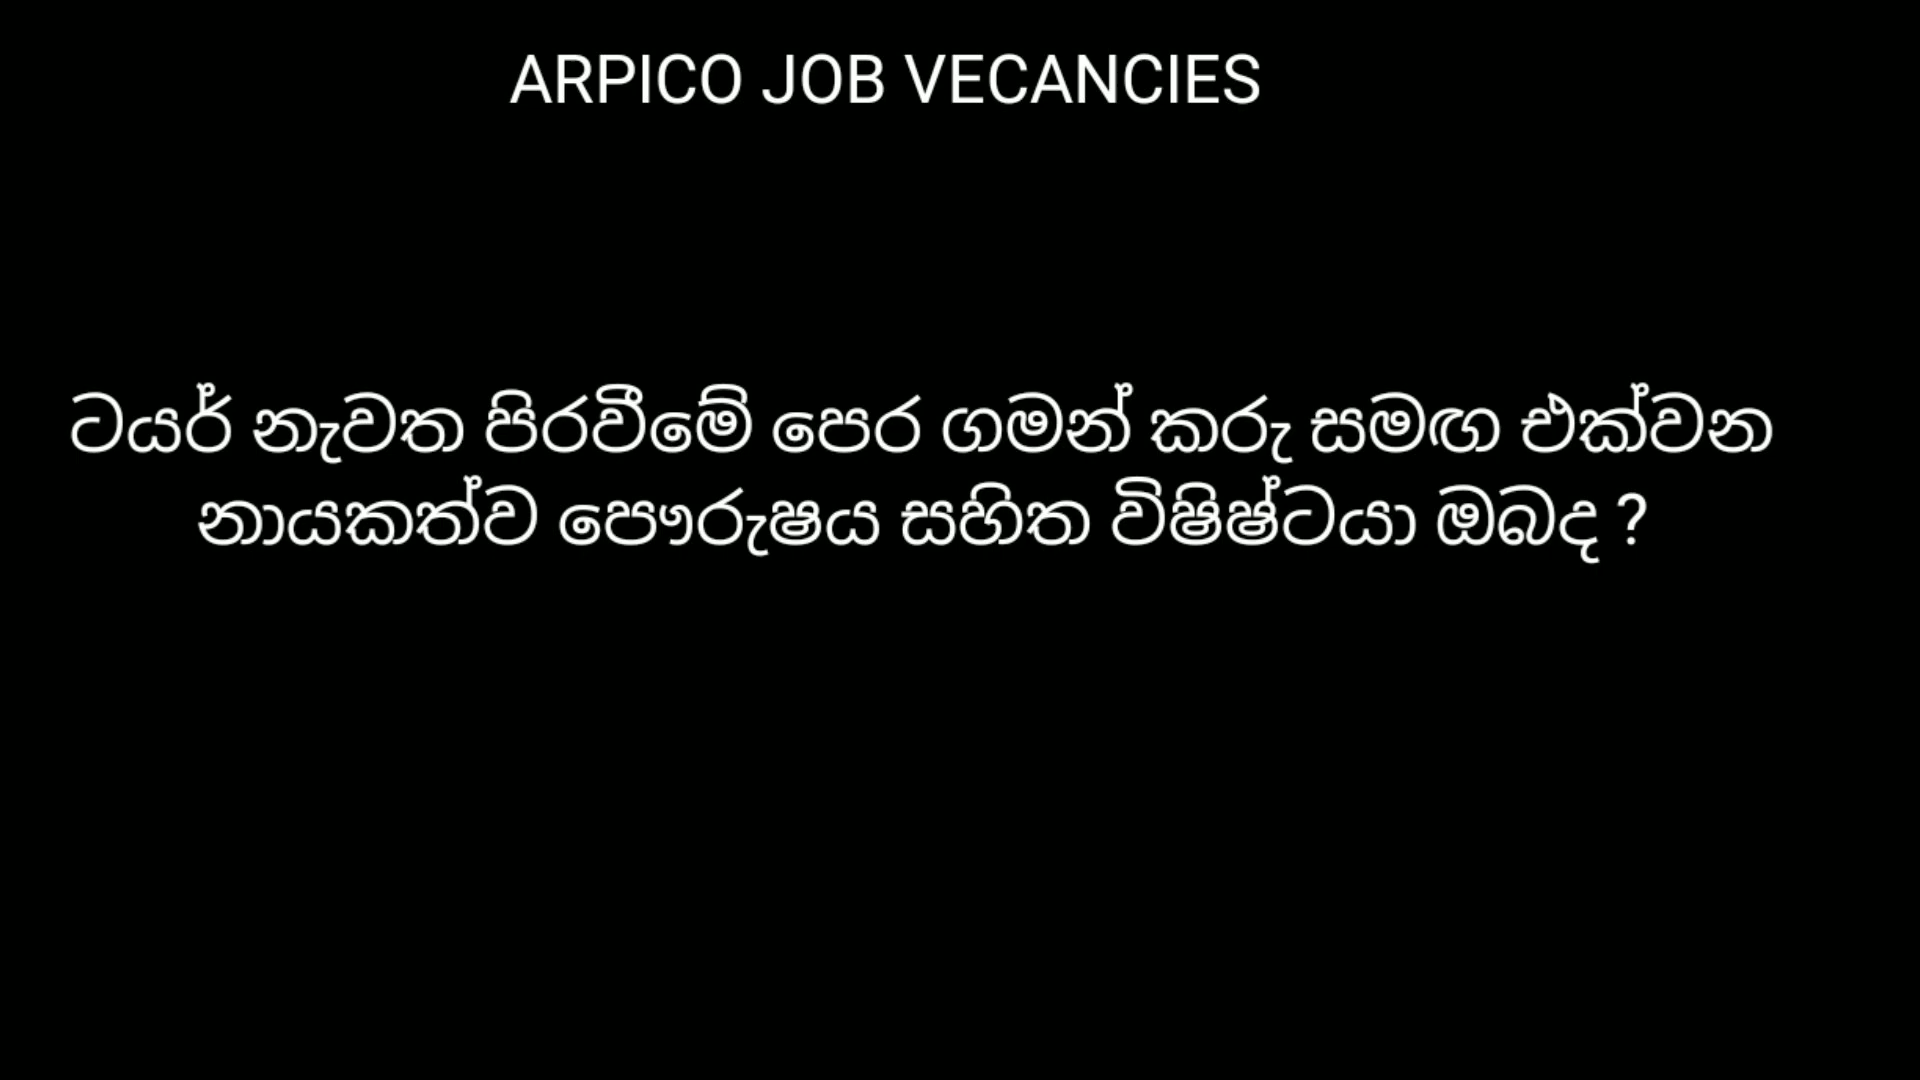 ARPICO JOB VECANCIES
ටයර් නැවත පිරවීමේ පෙර ගමන් කරු සමඟ එක්වන
නායකත්ව පෞරුෂය සහිත විෂිෂ්ටයා ඔබද ?